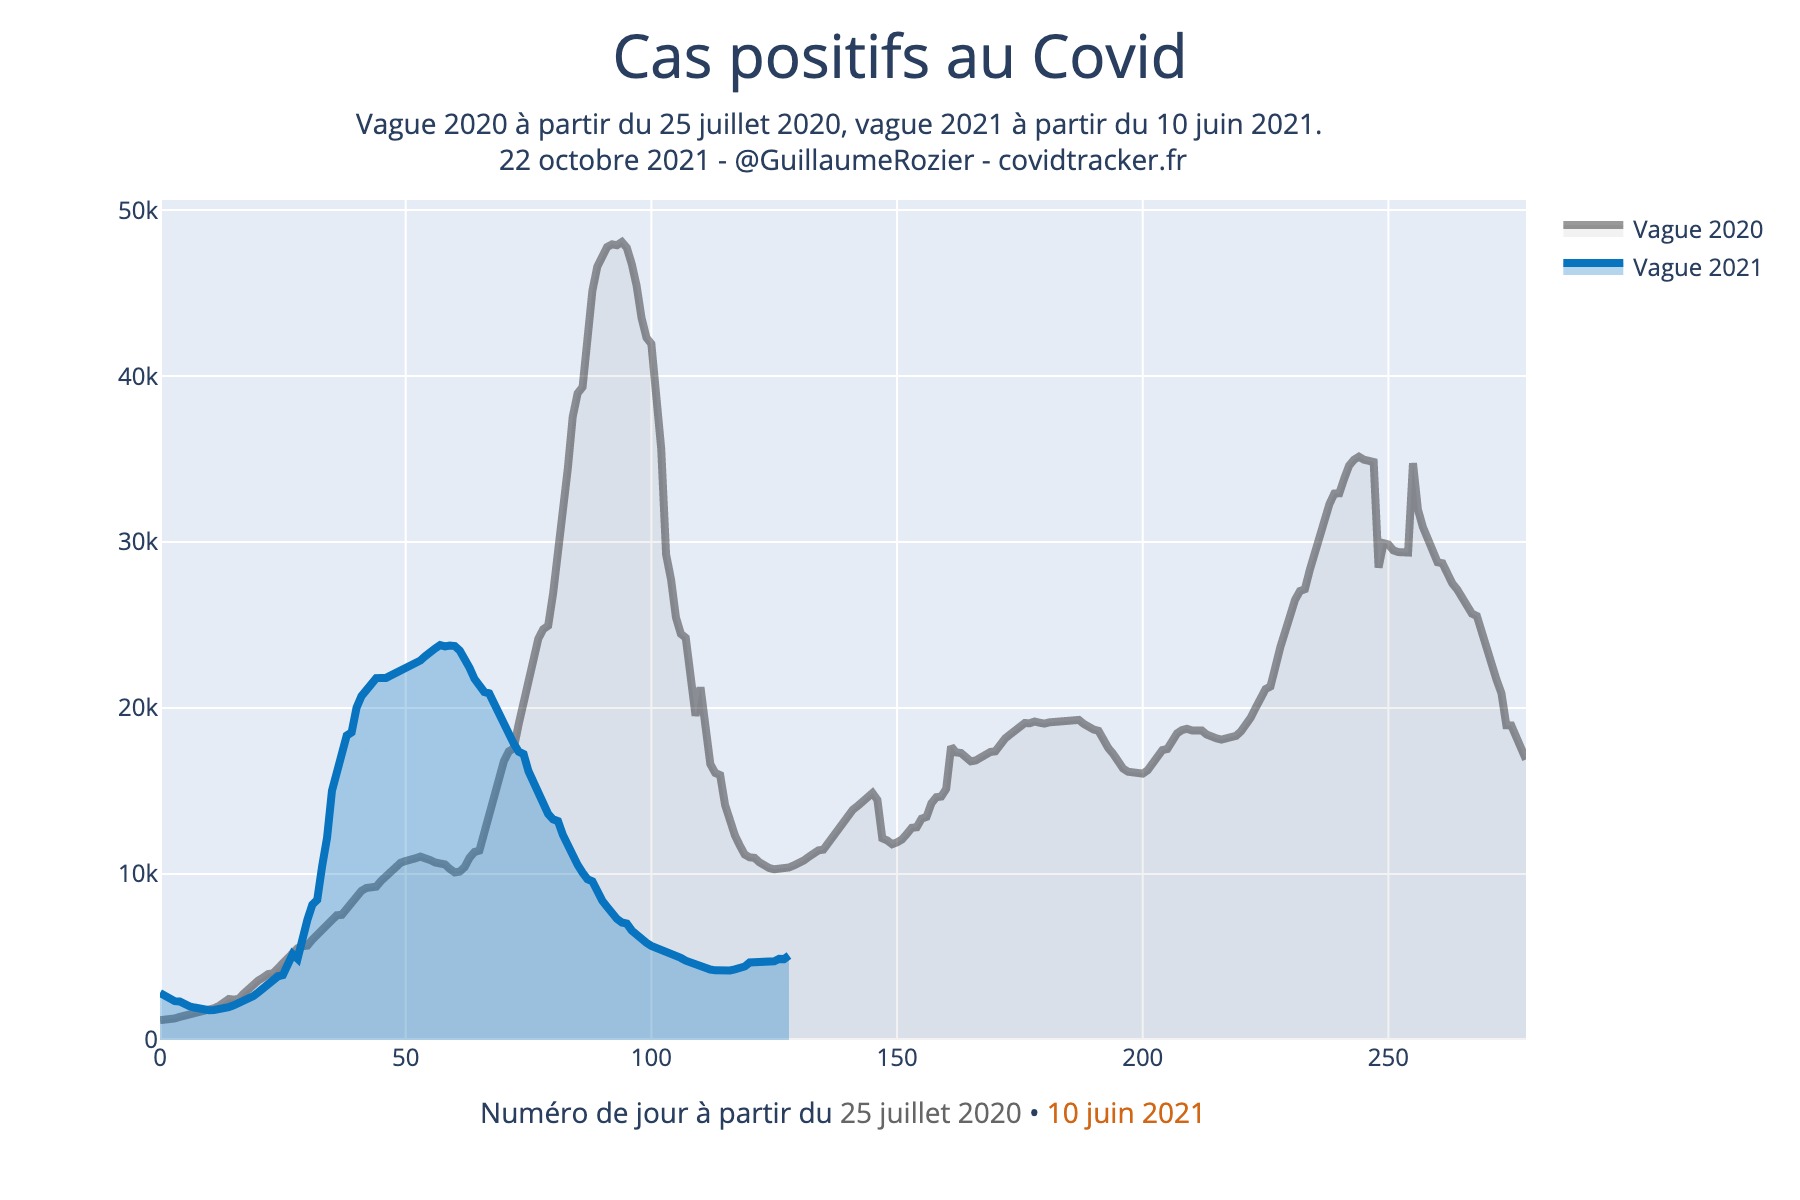 Cas positifs au Covid
Vague 2020 à partir du 25 juillet 2020, vague 2021 à partir du 10 juin 2021.
22 octobre 2021 - @GuillaumeRozier - covidtracker.fr
50k
40k
30k
20k
10k
0
0 50 100 150 200 250
Vague 2020
Vague 2021
Numéro de jour à partir du 25 juillet 2020 • 10 juin 2021